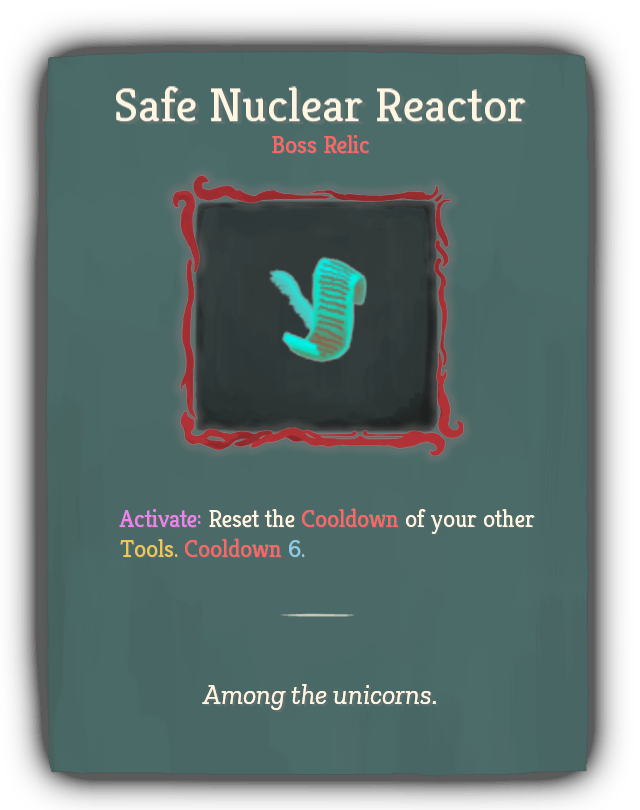 Safe Nuclear Reactor
Boss Relic
Activate: Reset the Cooldown of your other
Tools. Cooldown 6.
Among the unicorns.